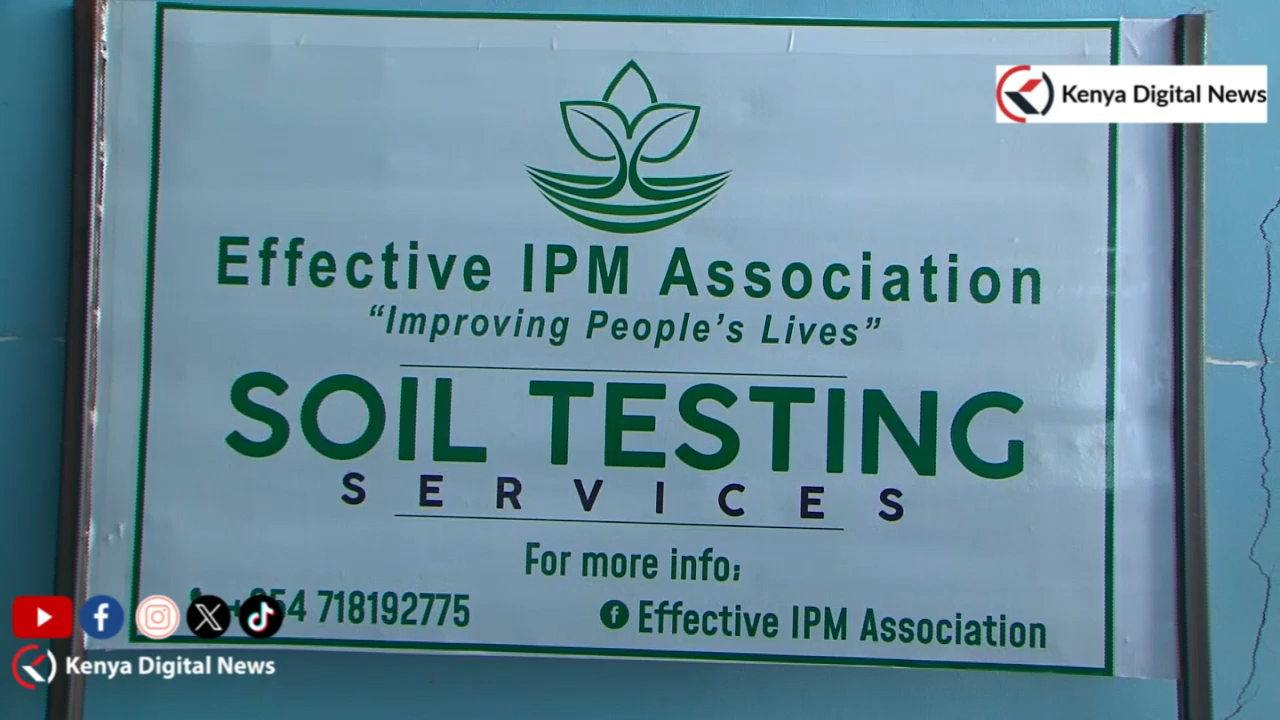 Kenya Digital News
Effective IPM Association
“Improving People’s Lives”
SOIL TESTING
SERVICES
For more info:
54 718192775
Effective IPM Association
Kenya Digital News